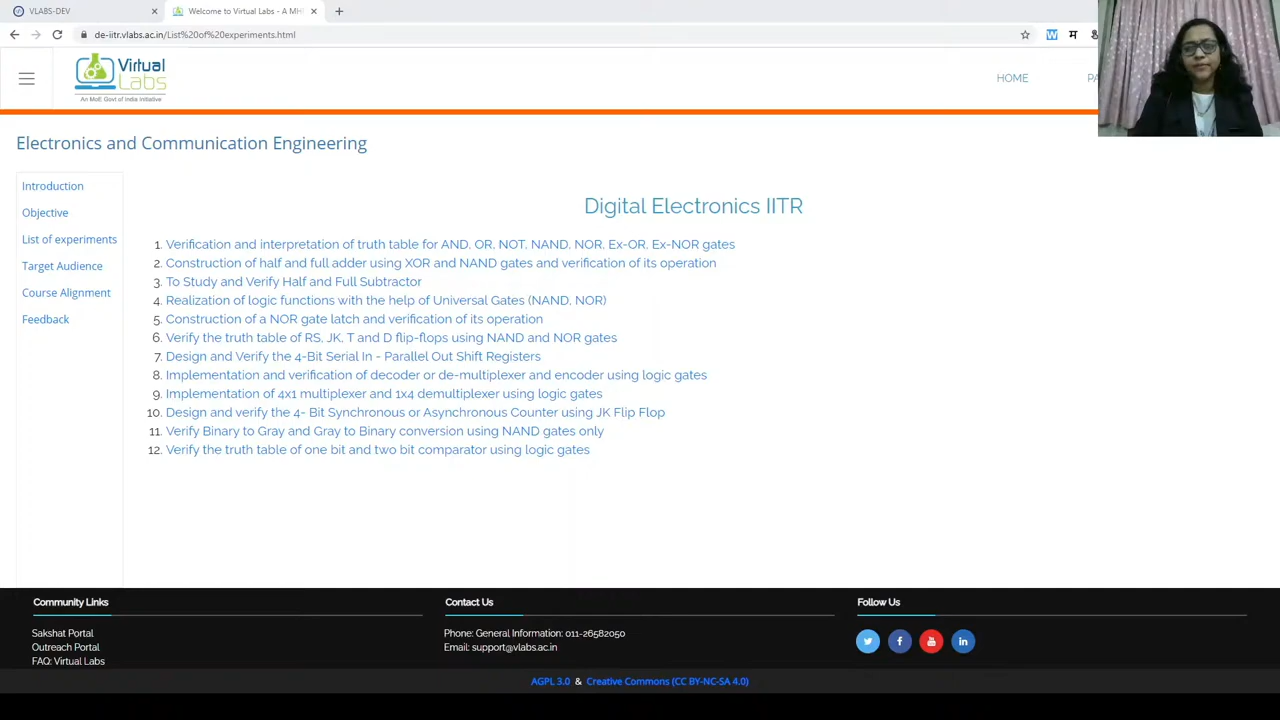 VLABS-DEV
Welcome to Virtual Labs - A MH
de-iitr.vlabs.ac.in/List%20of%20experiments.html
Virtual
Labs
An MoE Govt of India Initiative
HOME
PA
Electronics and Communication Engineering
Introduction
Objective
List of experiments
Target Audience
Course Alignment
Feedback
Digital Electronics IITR
1. Verification and interpretation of truth table for AND, OR, NOT, NAND, NOR, Ex-OR, Ex-NOR gates
2. Construction of half and full adder using XOR and NAND gates and verification of its operation
3. To Study and Verify Half and Full Subtractor
4. Realization of logic functions with the help of Universal Gates (NAND, NOR)
5. Construction of a NOR gate latch and verification of its operation
6. Verify the truth table of RS, JK, T and D flip-flops using NAND and NOR gates
7. Design and Verify the 4-Bit Serial In - Parallel Out Shift Registers
8. Implementation and verification of decoder or de-multiplexer and encoder using logic gates
9. Implementation of 4x1 multiplexer and 1x4 demultiplexer using logic gates
10. Design and verify the 4- Bit Synchronous or Asynchronous Counter using JK Flip Flop
11. Verify Binary to Gray and Gray to Binary conversion using NAND gates only
12. Verify the truth table of one bit and two bit comparator using logic gates
Community Links
Sakshat Portal
Outreach Portal
FAQ: Virtual Labs
Contact Us
Phone: General Information: 011-26582050
Email: support@vlabs.ac.in
Follow Us
AGPL 3.0 & Creative Commons (CC BY-NC-SA 4.0)